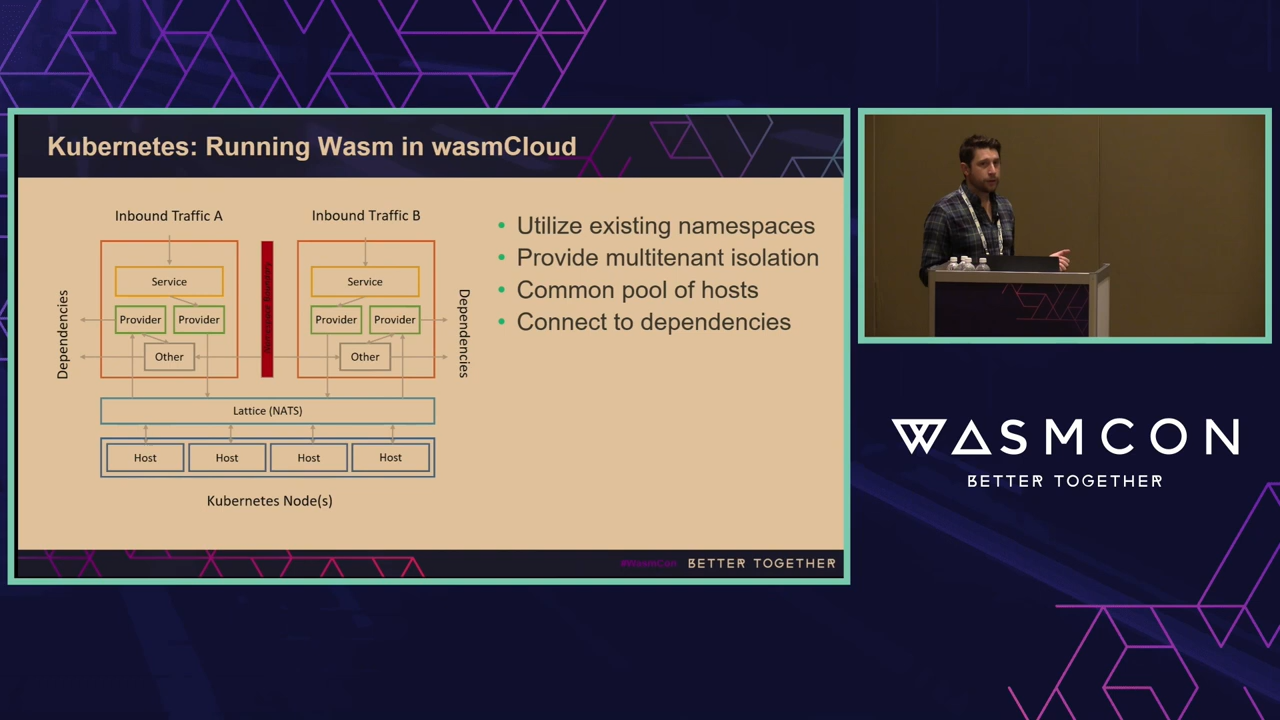 Kubernetes: Running Wasm in wasmCloud
Inbound Traffic A
Inbound Traffic B
Service
Service
Provider
Provider
Provider
Provider
Other
Other
Dependencies
Dependencies
Lattice (NATS)
Host
Host
Host
Host
Kubernetes Node(s)
• Utilize existing namespaces
• Provide multitenant isolation
• Common pool of hosts
• Connect to dependencies
#WasmCon
BETTER TOGETHER
WASMCON
BETTER TOGETHER